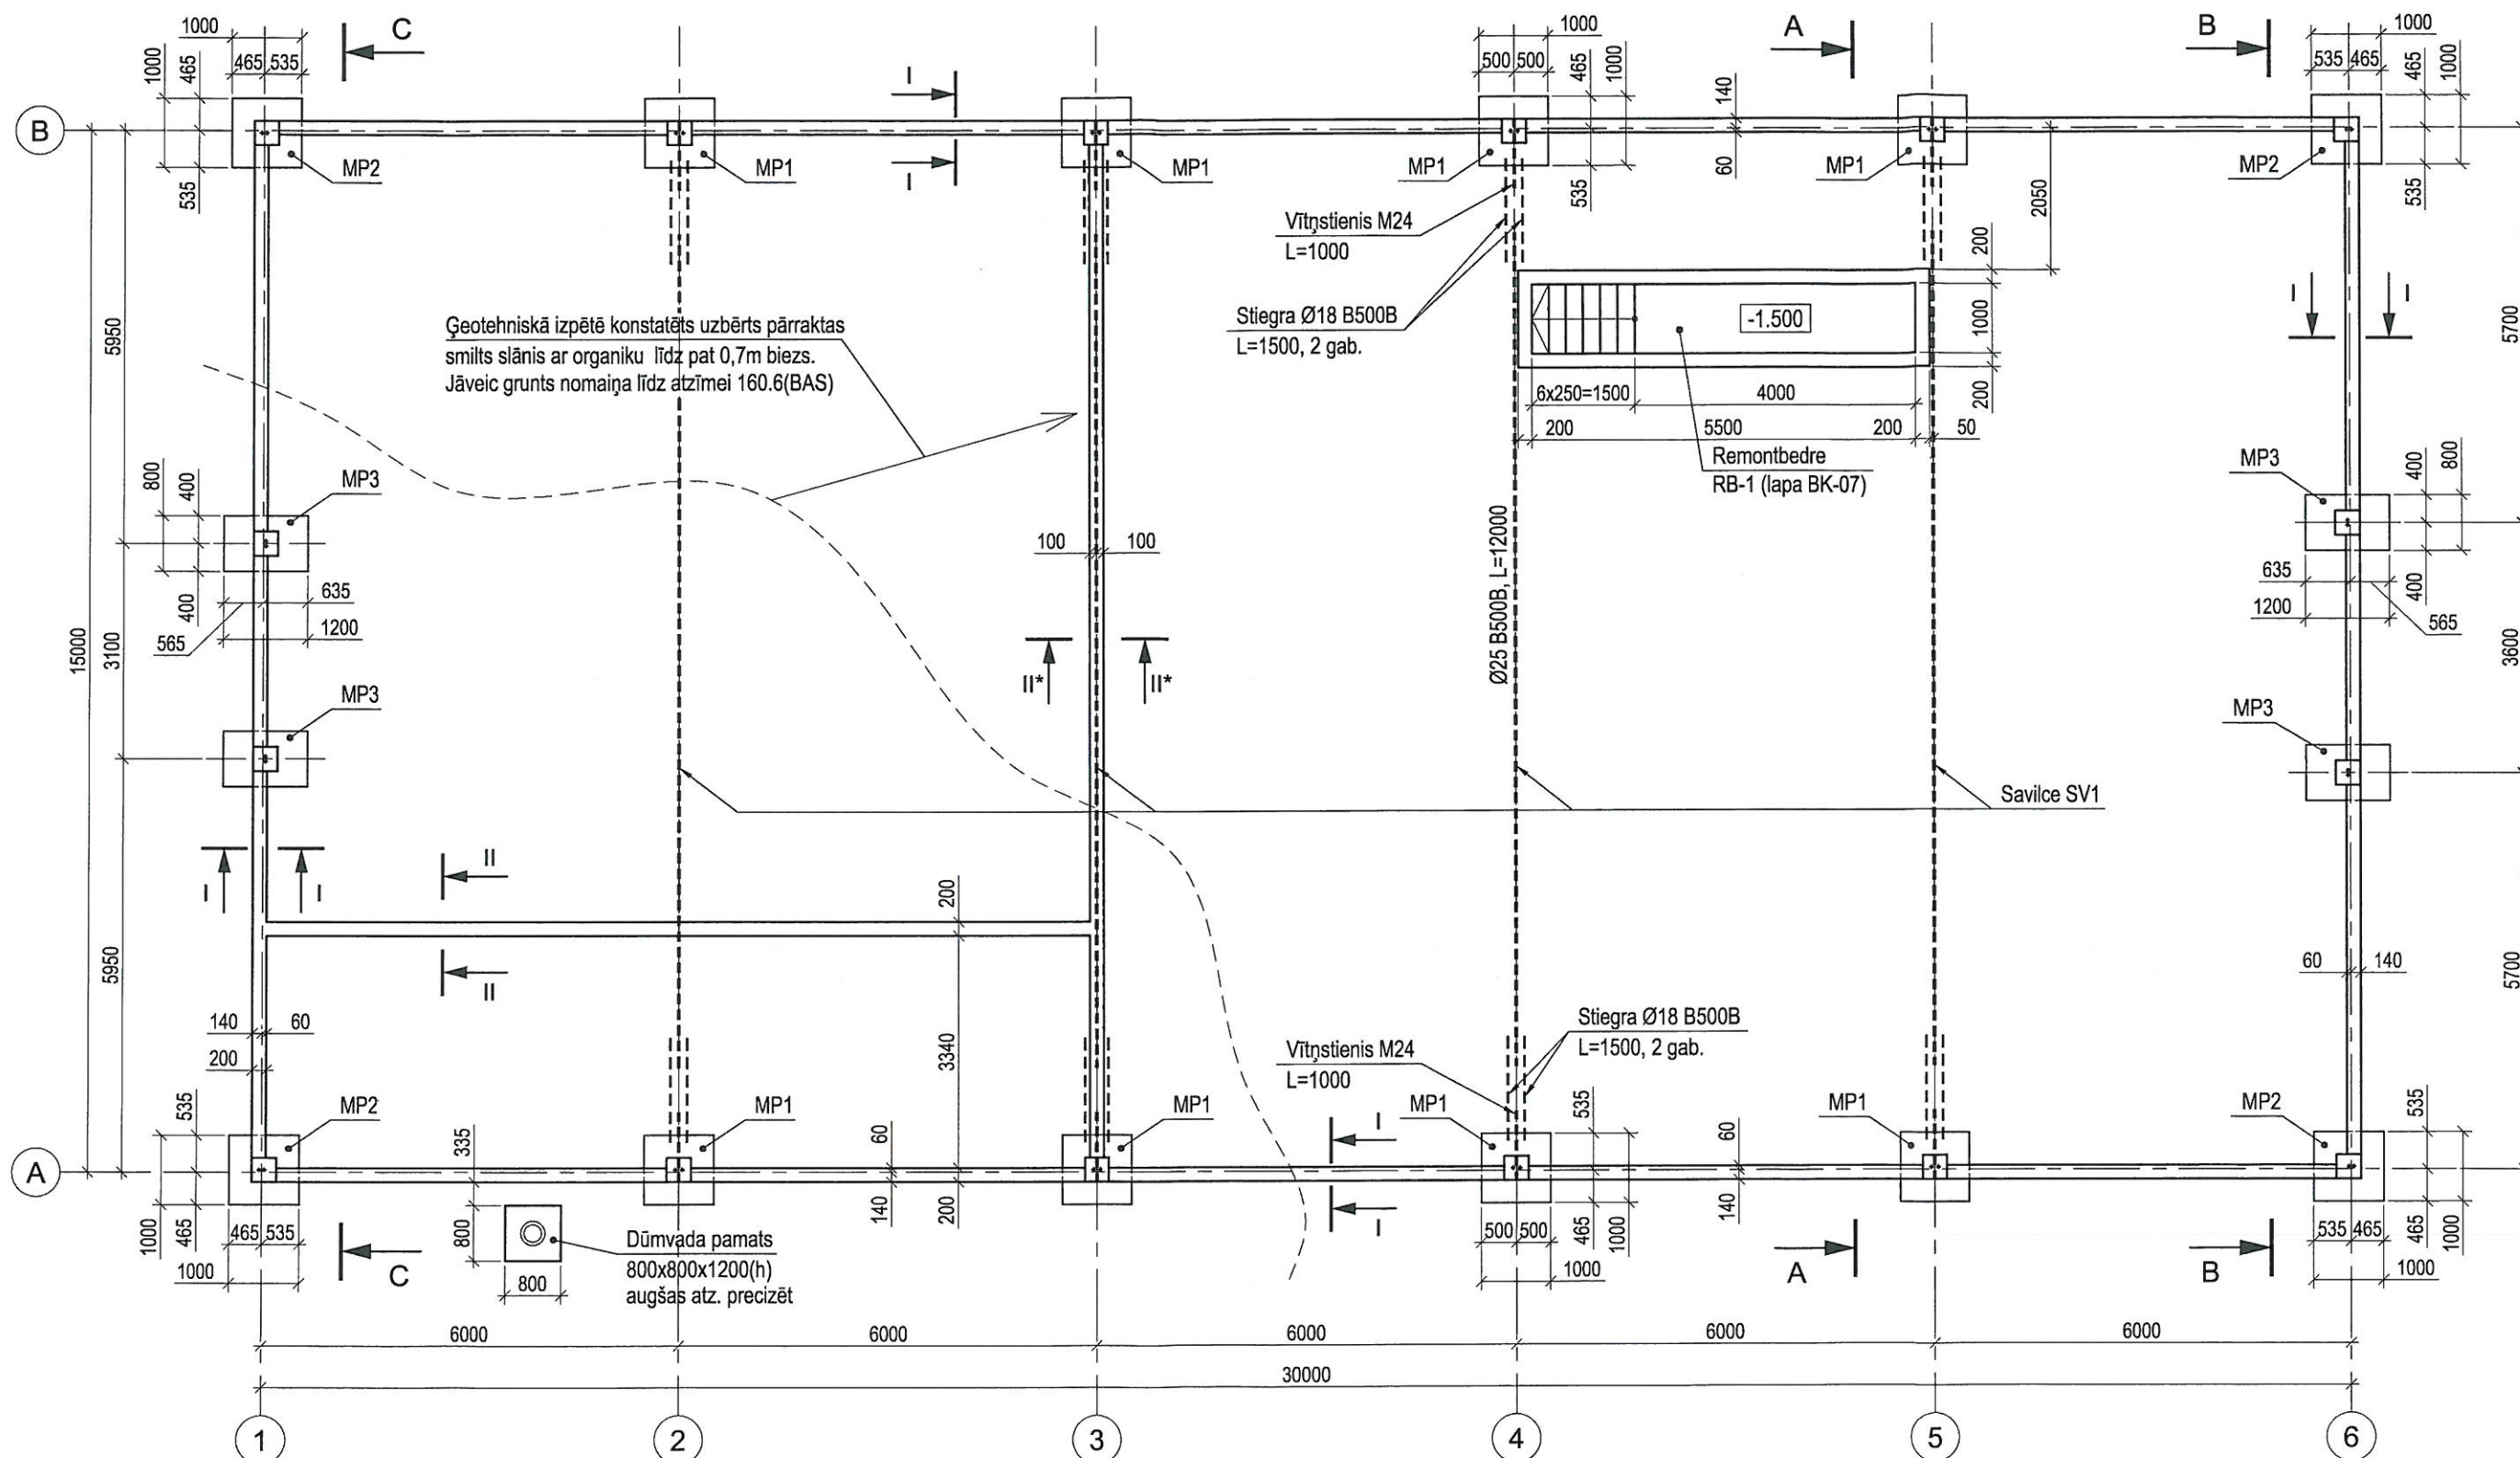 1000
C
A
B
1000
1000
465 535
1000
465
I
500 500
465
1000
140
535 465
465
1000
B
MP2
MP1
MP1
MP1
MP1
MP2
535
I
535
60
535
Vītņstienis M24
L=1000
2050
200
5950
Ģeotehniskā izpētē konstatēts uzbērts pārraktas
smilts slānis ar organiku līdz pat 0,7m biezs.
Jāveic grunts nomaiņa līdz atzīmei 160.6(BAS)
Stiegra Ø18 B500B
L=1500, 2 gab.
-1.500
1000
I I
5700
6x250=1500
4000
200
200
5500
200
50
Remontbedre
RB-1 (lapa BK-07)
MP3
800
400
400
635
565
1200
MP3
400
800
400
635
1200
565
100
100
Ø25 B500B, L=12000
15000
3100
3600
II* II*
MP3
MP3
Savilce SV1
I I
II
II
200
5950
5700
60 140
140 60
200
3340
Stiegra Ø18 B500B
L=1500, 2 gab.
Vītņstienis M24
L=1000
535
MP2
MP1
MP1
MP1
MP1
MP2
335
60
I
535
60
535
A
1000
465
465 535
1000
C
800
800
Dūmvada pamats
800x800x1200(h)
augšas atz. precizēt
140
200
I
500 500
465
1000
1000
140
A
B
535 465
465
1000
1000
6000
6000
6000
6000
6000
30000
1
2
3
4
5
6